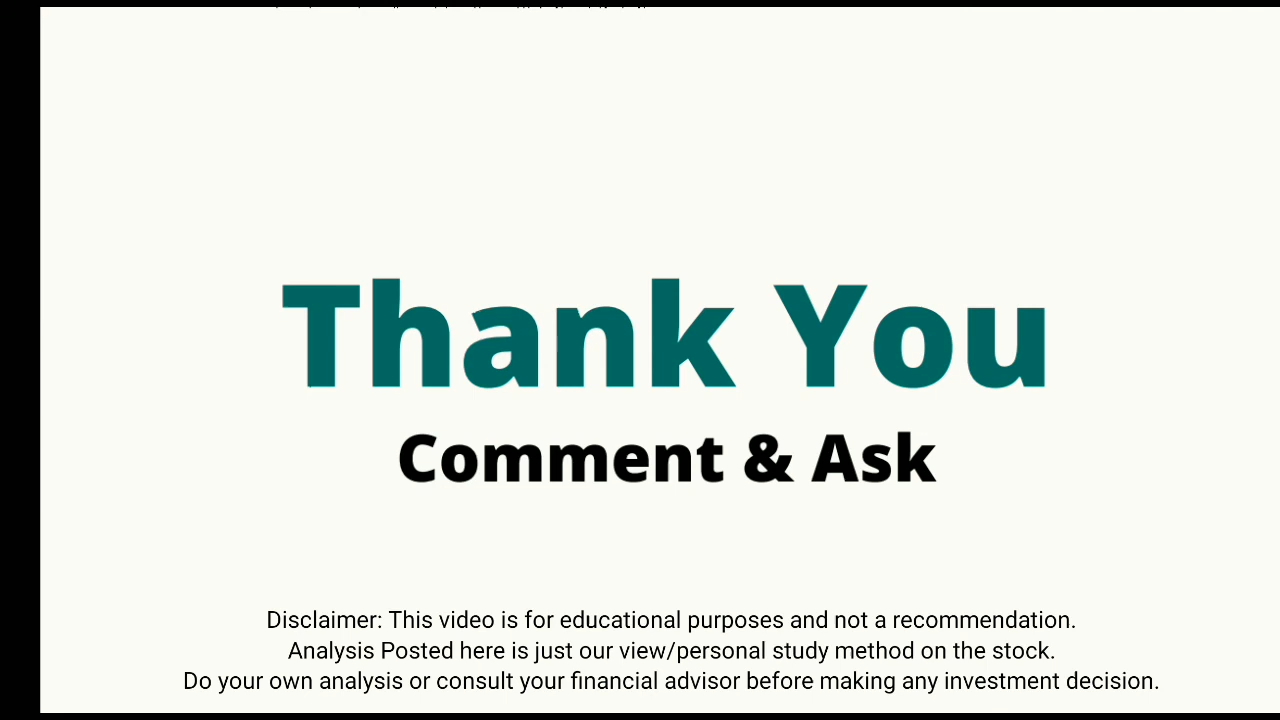 Thank You
Comment & Ask
Disclaimer: This video is for educational purposes and not a recommendation.
Analysis Posted here is just our view/personal study method on the stock.
Do your own analysis or consult your financial advisor before making any investment decision.